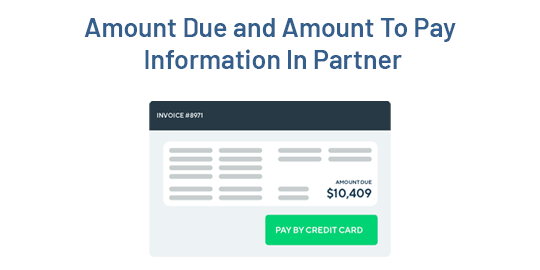 Amount Due and Amount To Pay
Information In Partner
INVOICE #8971
AMOUNT DUE
$10,409
PAY BY CREDIT CARD